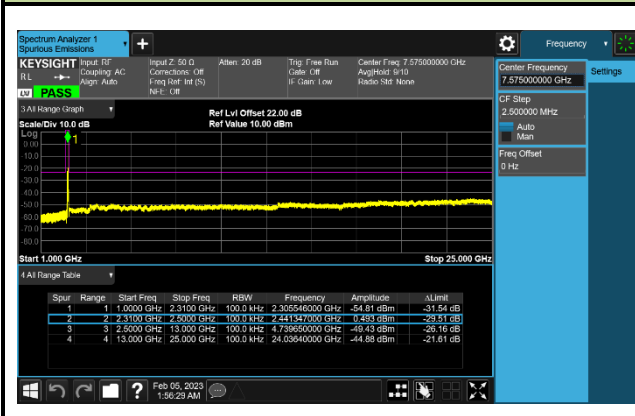 Spectrum Analyzer 1
Spurious Emissions
+
Frequency
KEYSIGHT Input: RF Input Z: 50 Ω Atten: 20 dB Trig: Free Run Center Freq: 7.575000000 GHz
RL Coupling: AC Corrections: Off Gate: Off Avg|Hold: 9/10
Align: Auto Freq Ref: Int (S) IF Gain: Low Radio Std: None
NFE: Off
LW PASS
Center Frequency
7.575000000 GHz
Settings
CF Step
2.500000 MHz
Auto
Man
Freq Offset
0 Hz
3 All Range Graph
Ref Lvl Offset 22.00 dB
Scale/Div 10.0 dB Ref Value 10.00 dBm
Log
1
0.00
-10.0
-20.0
-30.0
-40.0
-50.0
-60.0
-70.0
-80.0
Start 1.000 GHz Stop 25.000 GHz
4 All Range Table
Spur Range Start Freq Stop Freq RBW Frequency Amplitude ΔLimit
1 1 1.0000 GHz 2.3100 GHz 100.0 kHz 2.305546000 GHz -54.81 dBm -31.54 dB
2 2 2.3100 GHz 2.5000 GHz 100.0 kHz 2.441347000 GHz 0.493 dBm -29.51 dB
3 3 2.5000 GHz 13.000 GHz 100.0 kHz 4.739650000 GHz -49.43 dBm -26.16 dB
4 4 13.000 GHz 25.000 GHz 100.0 kHz 24.03640000 GHz -44.88 dBm -21.61 dB
?
Feb 05, 2023
1:56:29 AM